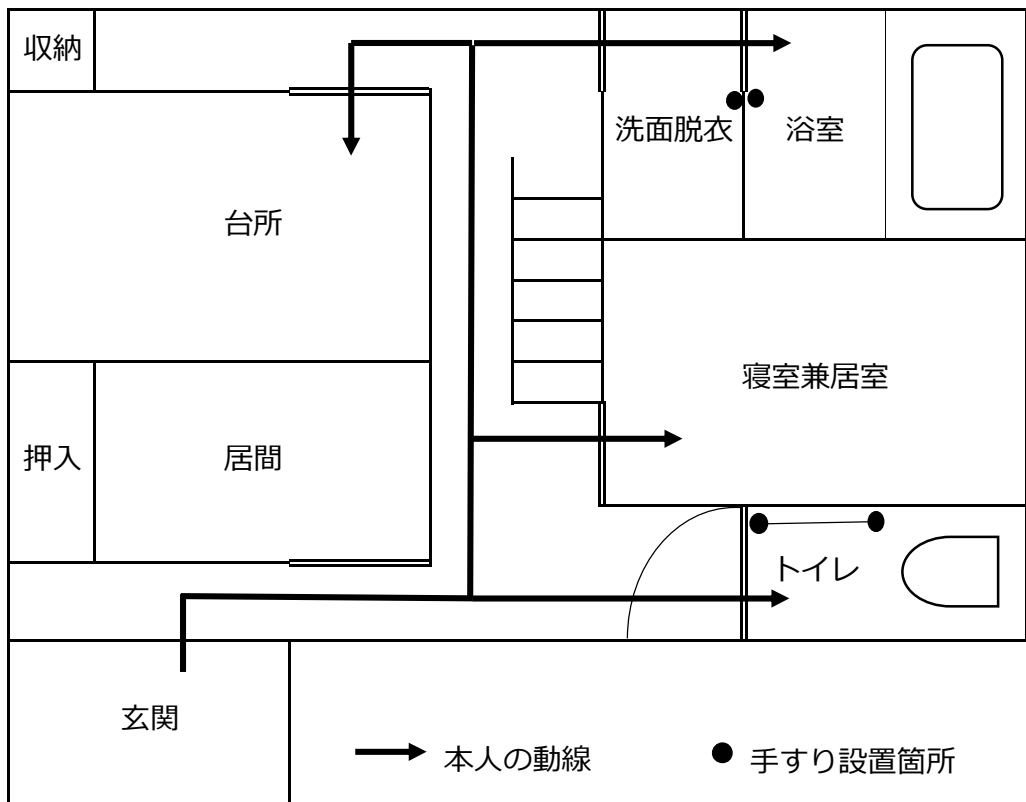 収納
洗面脱衣
浴室
台所
寝室兼居室
押入
居間
トイレ
玄関
本人の動線
手すり設置箇所